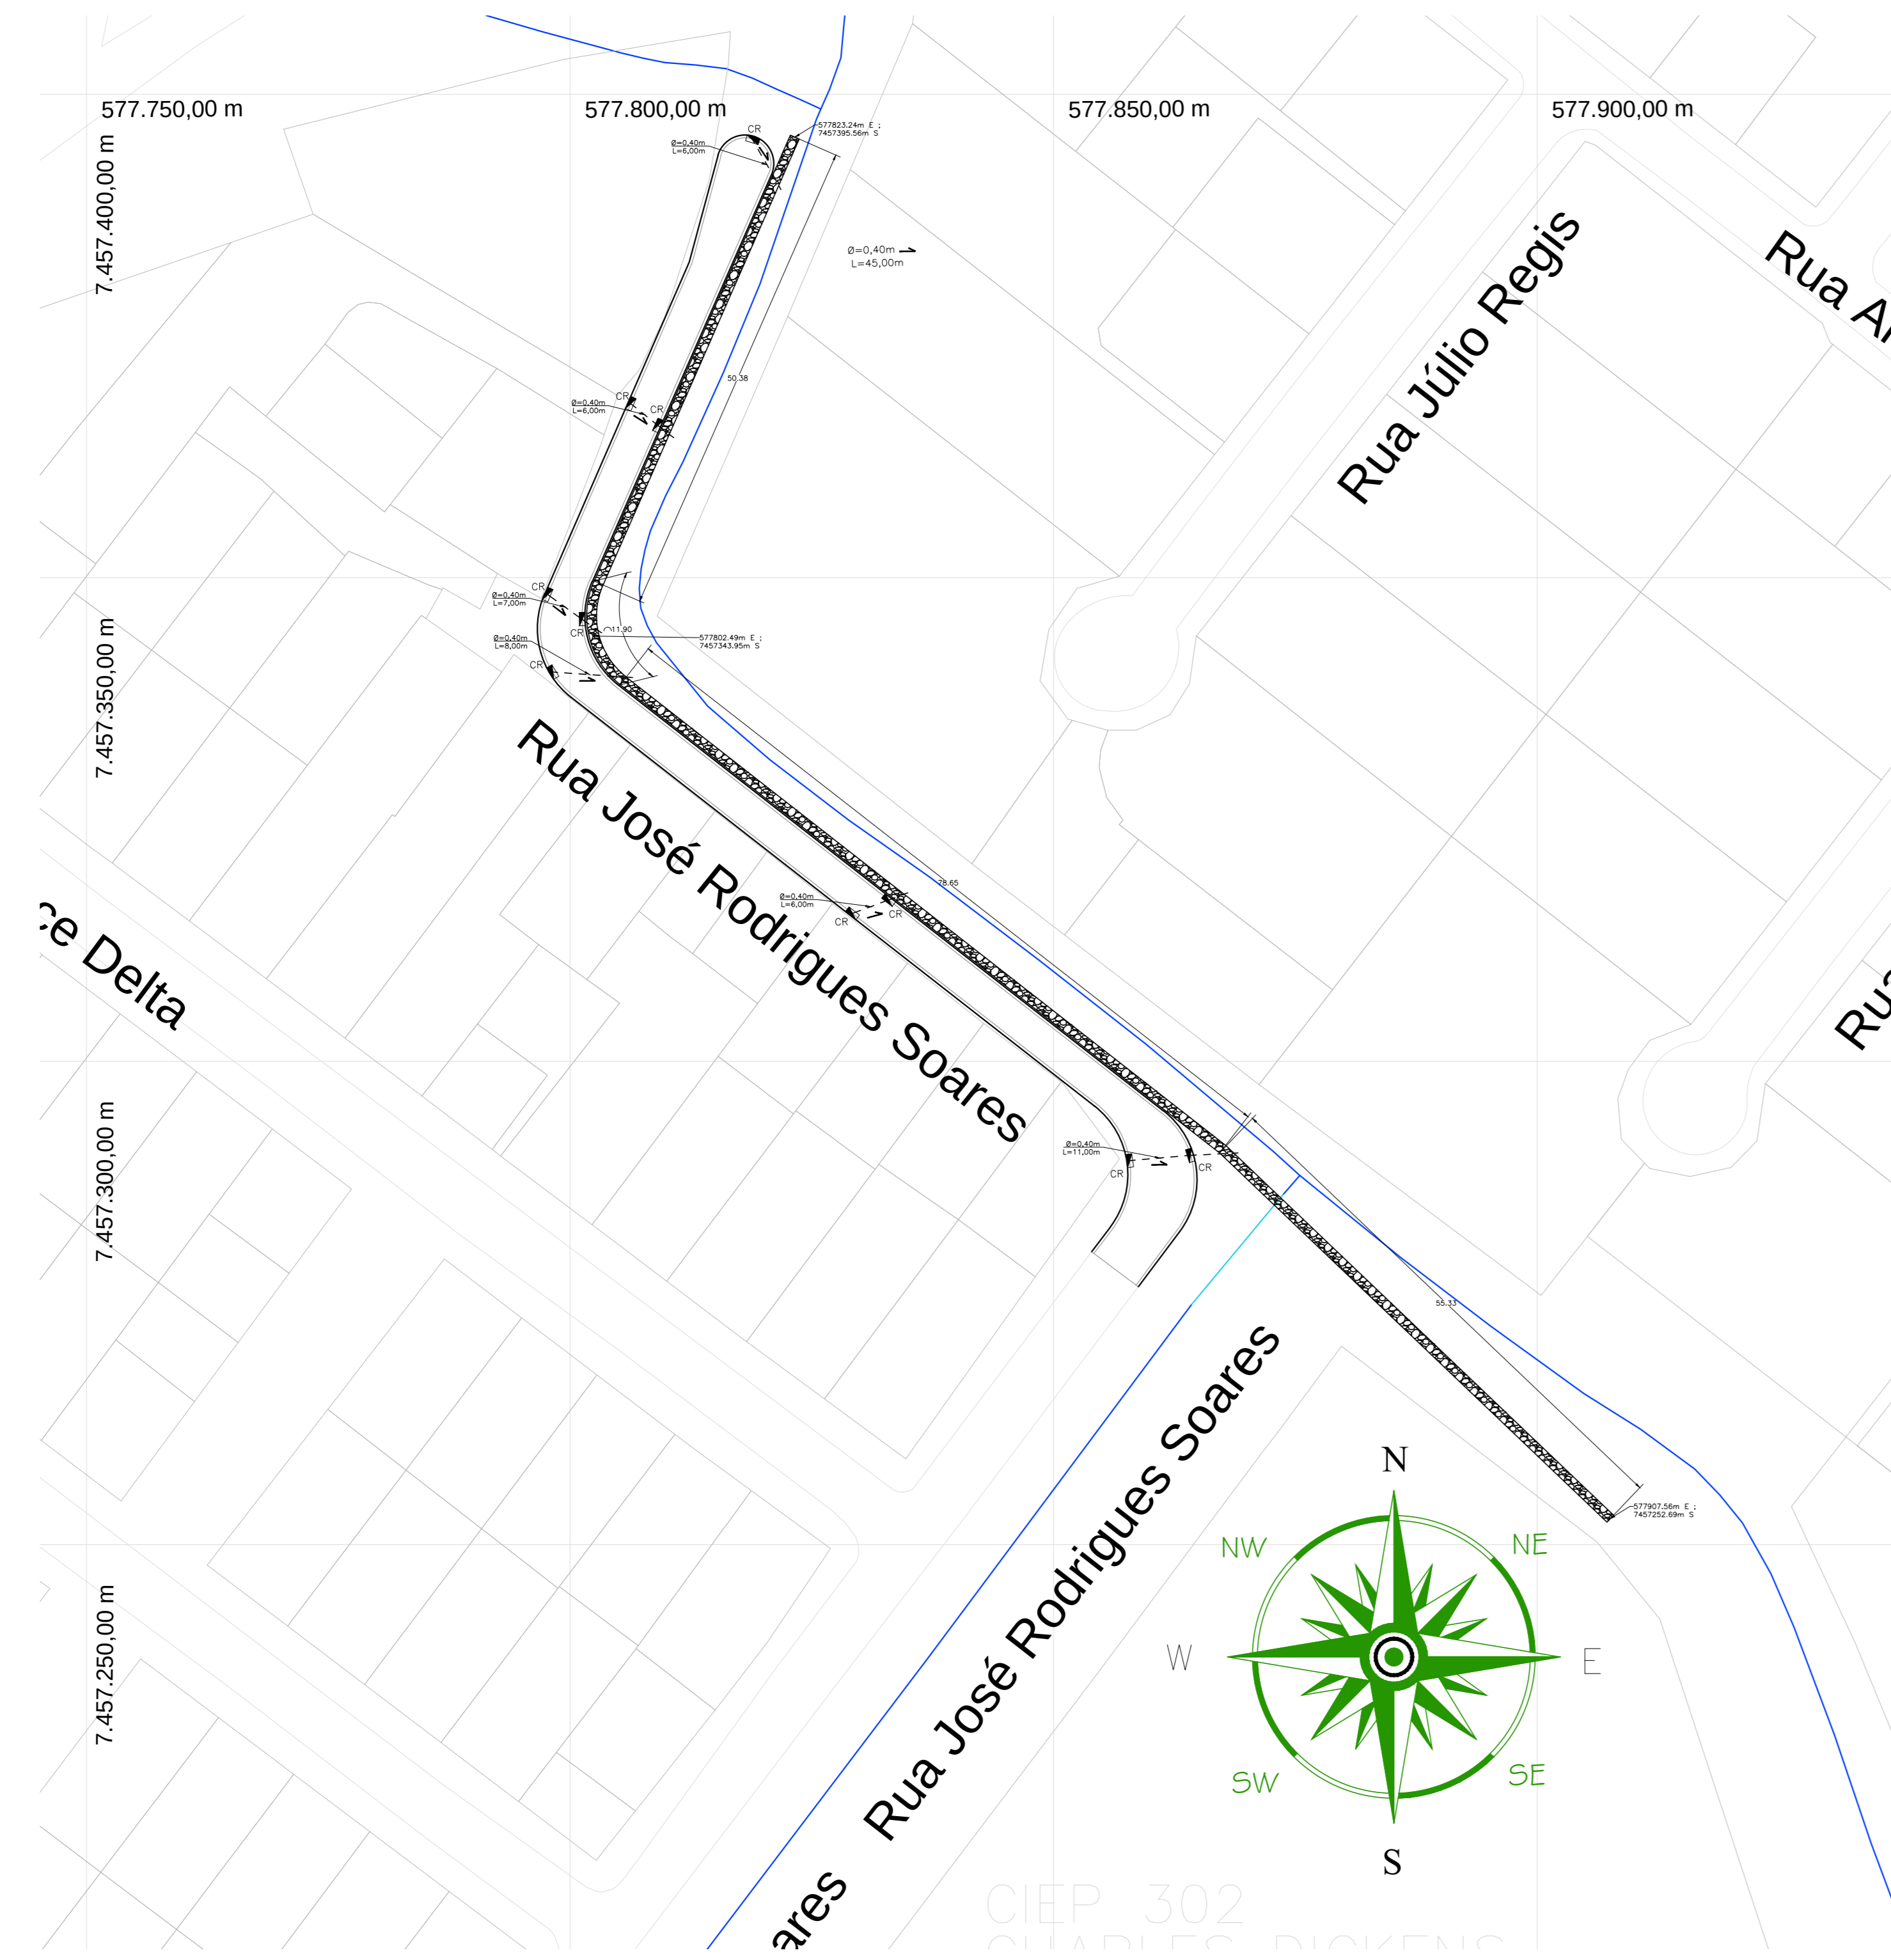 577.750,00 m
577.800,00 m
577.850,00 m
577.900,00 m
7.457.400,00 m
7.457.350,00 m
7.457.300,00 m
7.457.250,00 m
CR
Ø=0,40m
L=6,00m
577823.24m E ;
7457395.56m S
Ø=0,40m
L=45,00m
Rua Júlio Regis
Rua
50.38
CR
CR
Ø=0,40m
L=6,00m
CR
Ø=0,40m
L=7,00m
CR
11.90
577802.49m E ;
7457343.95m S
Ø=0,40m
L=8,00m
CR
Rua José Rodrigues Soares
78.65
Ø=0,40m
L=6,00m
CR
CR
ce Delta
Ø=0,40m
L=11,00m
CR
CR
55.33
577907.56m E ;
7457252.69m S
Rua José Rodrigues Soares
ares
N
NW
NE
W
E
SW
SE
S
CIEP 302
CHARLES DICKENS